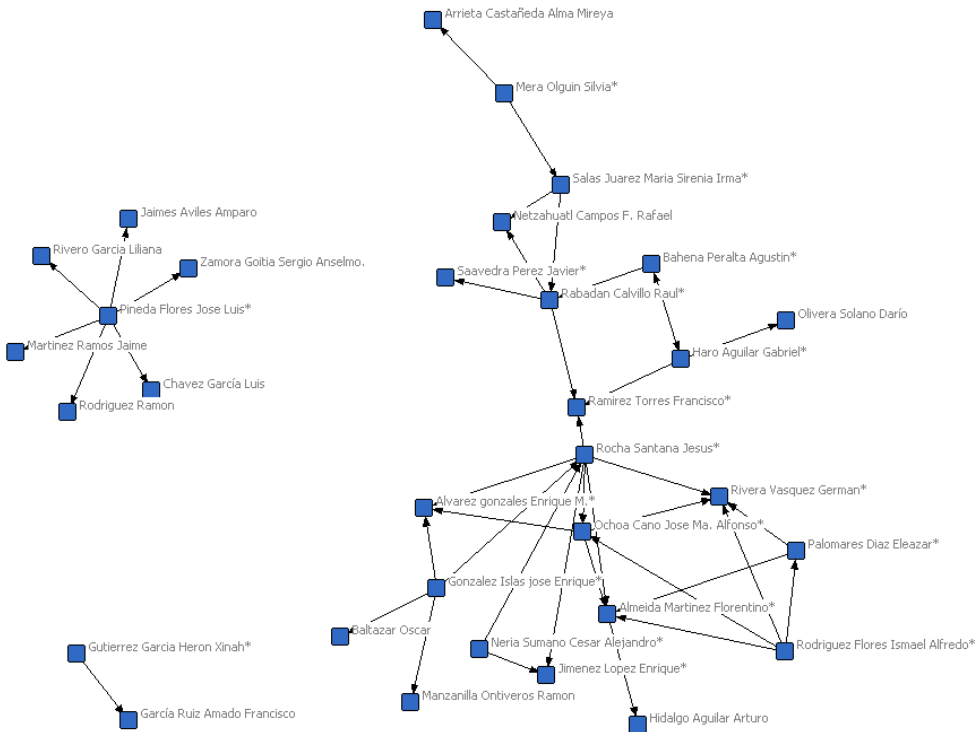 Arrieta Castañeda Alma Mireya
Mera Olguin Silvia*
Salas Juarez Maria Sirenia Irma*
Jaimes Aviles Amparo
Netzahuatl Campos F. Rafael
Rivero Garcia Liliana
Bahena Peralta Agustin*
Zamora Goitia Sergio Anselmo.
Saavedra Perez Javier*
Rabadan Calvillo Raul*
Pineda Flores Jose Luis*
Olivera Solano Darío
Martinez Ramos Jaime
Haro Aguilar Gabriel*
Chavez García Luis
Ramirez Torres Francisco*
Rodriguez Ramon
Rocha Santana Jesus*
Rivera Vasquez German*
Alvarez gonzales Enrique M.*
Ochoa Cano Jose Ma. Alfonso*
Palomares Diaz Eleazar*
Gonzalez Islas jose Enrique*
Almeida Martinez Florentino*
Baltazar Oscar
Neria Sumano Cesar Alejandro*
Rodriguez Flores Ismael Alfredo*
Gutierrez Garcia Heron Xinah*
Jimenez Lopez Enrique*
Manzanilla Ontiveros Ramon
García Ruiz Amado Francisco
Hidalgo Aguilar Arturo